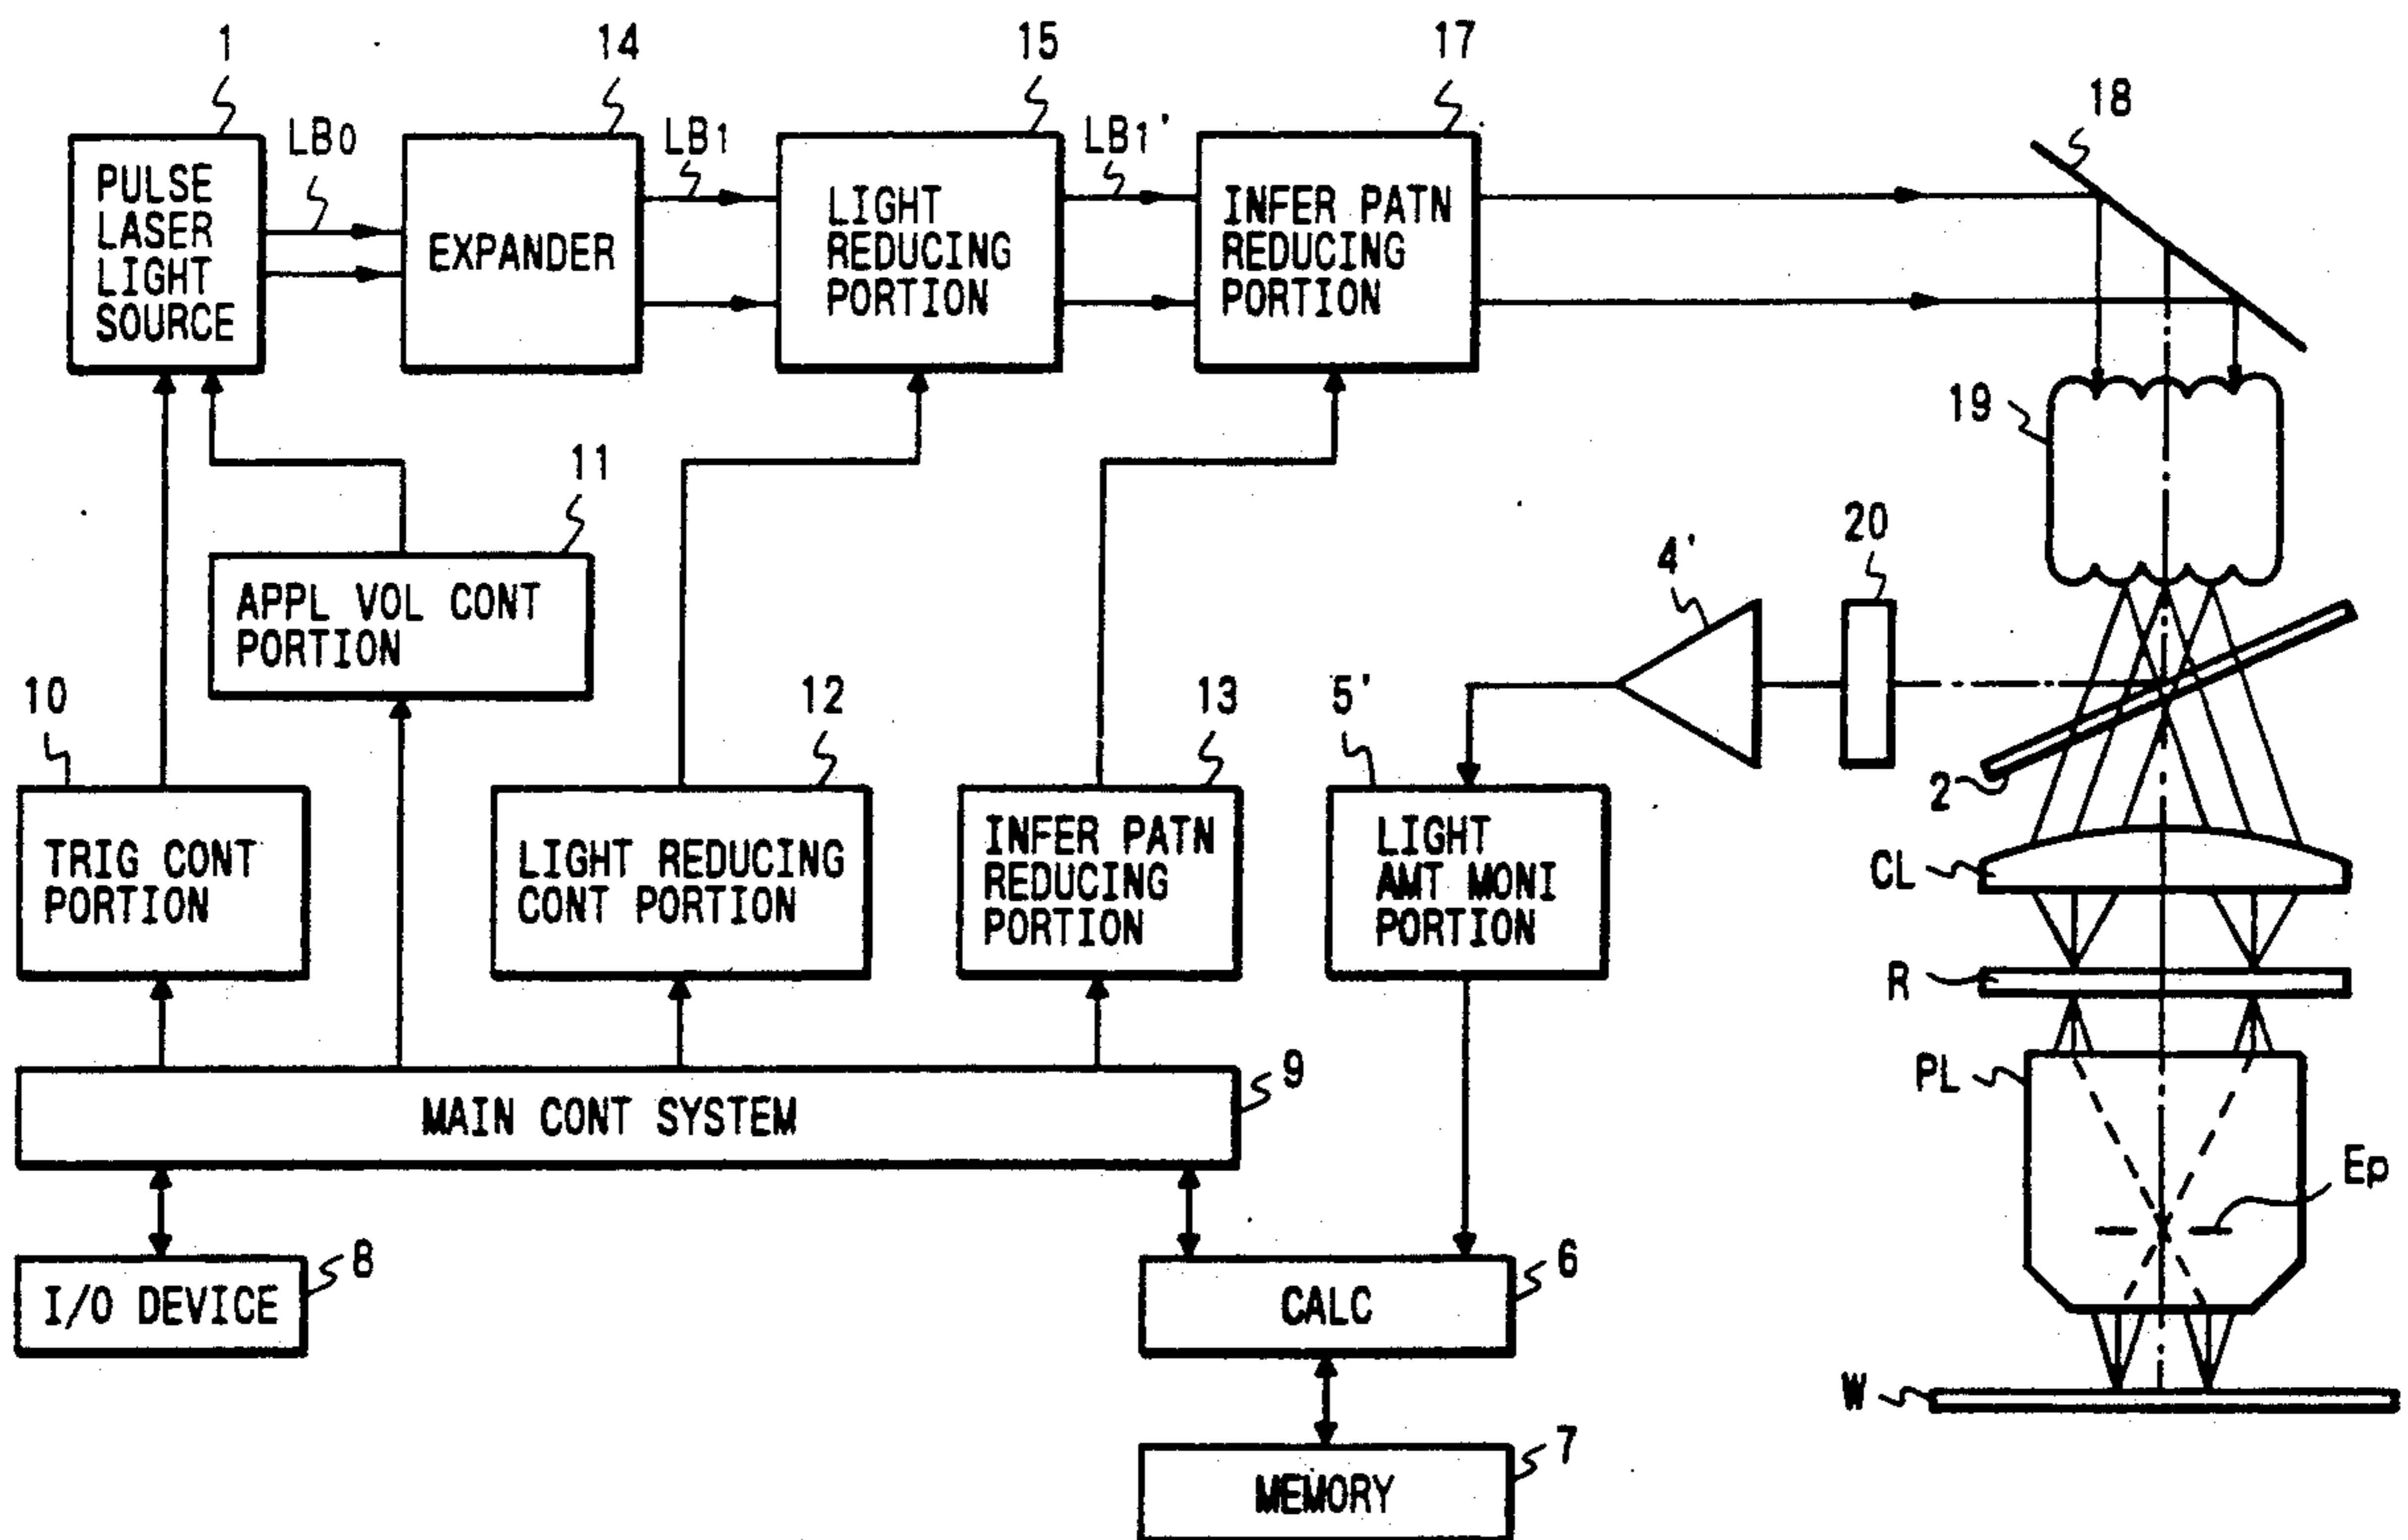 1
14
15
17
18
LB0
LB1
LB1'
PULSE
LASER
LIGHT
SOURCE
EXPANDER
LIGHT
REDUCING
PORTION
INFER PATN
REDUCING
PORTION
19
11
20
4'
APPL VOL CONT
PORTION
10
12
13
5'
2
TRIG CONT
PORTION
LIGHT REDUCING
CONT PORTION
INFER PATN
REDUCING
PORTION
LIGHT
AMT MONI
PORTION
CL
R
PL
9
MAIN CONT SYSTEM
Ep
8
I/O DEVICE
6
CALC
W
7
MEMORY